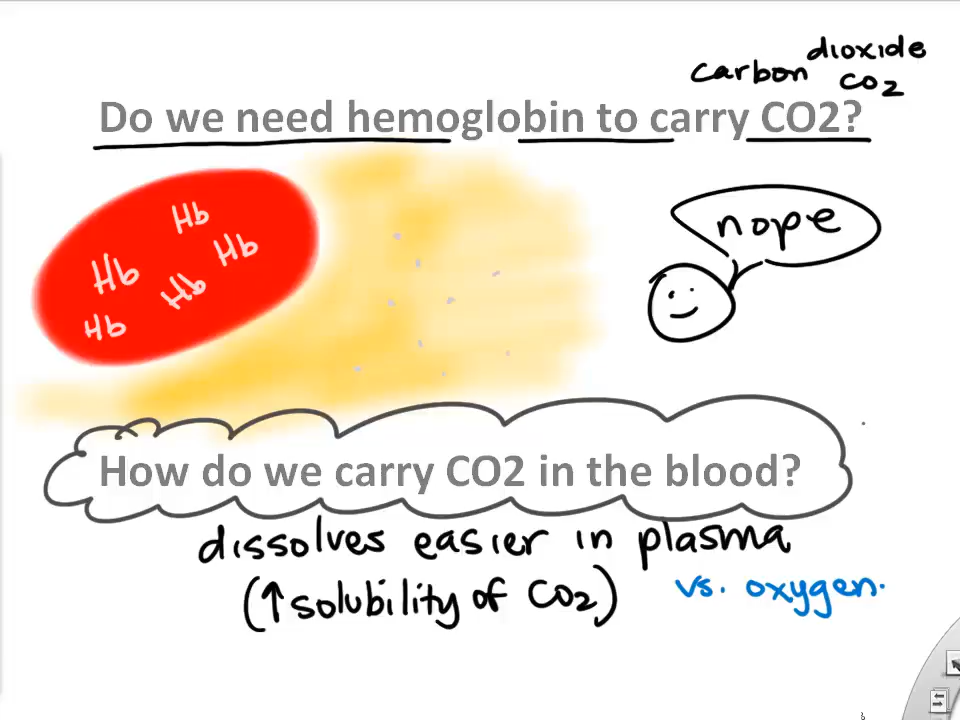 carbon dioxide
CO2
Do we need hemoglobin to carry CO2?
Hb
Hb
Hb
Hb
Hb
nope
How do we carry CO2 in the blood?
dissolves easier in plasma
(↑ solubility of CO2) vs. oxygen.